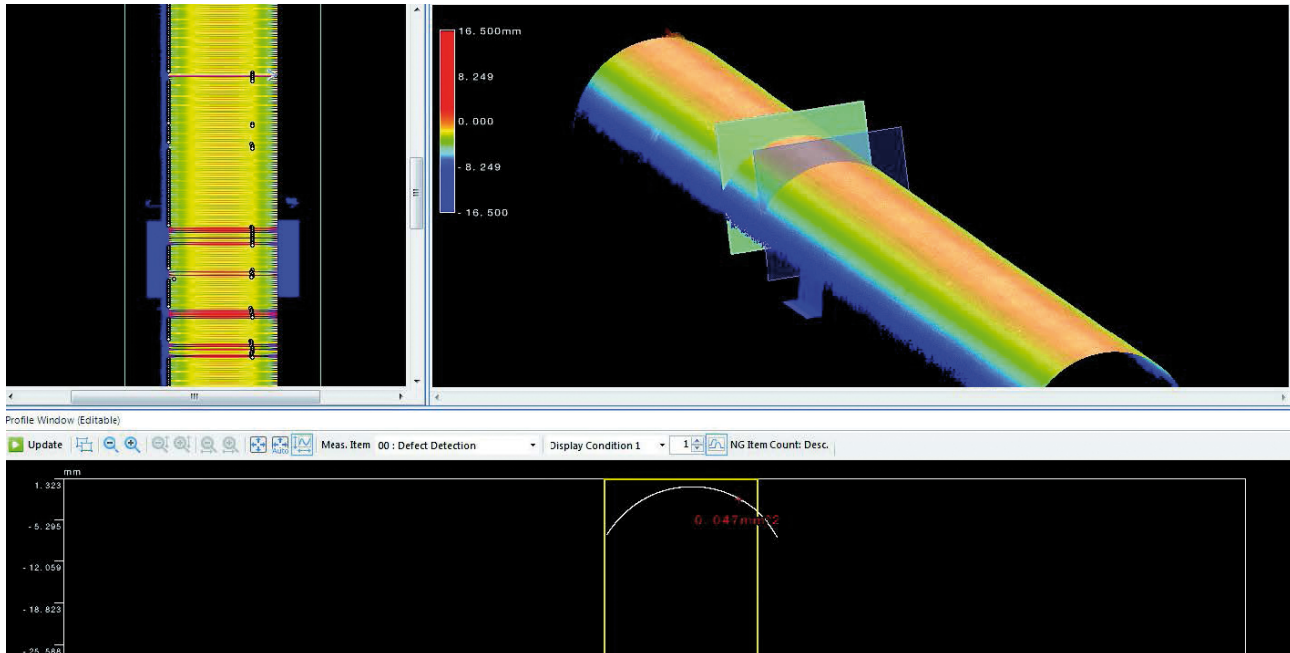 16.500mm
8.249
0.000
-8.249
-16.500
Profile Window (Editable)
Update
Auto
Meas. Item 00 : Defect Detection
Display Condition 1
1
NG Item Count: Desc.
mm
1.323
-5.295
-12.059
-18.823
-25.588
0.047mm^2